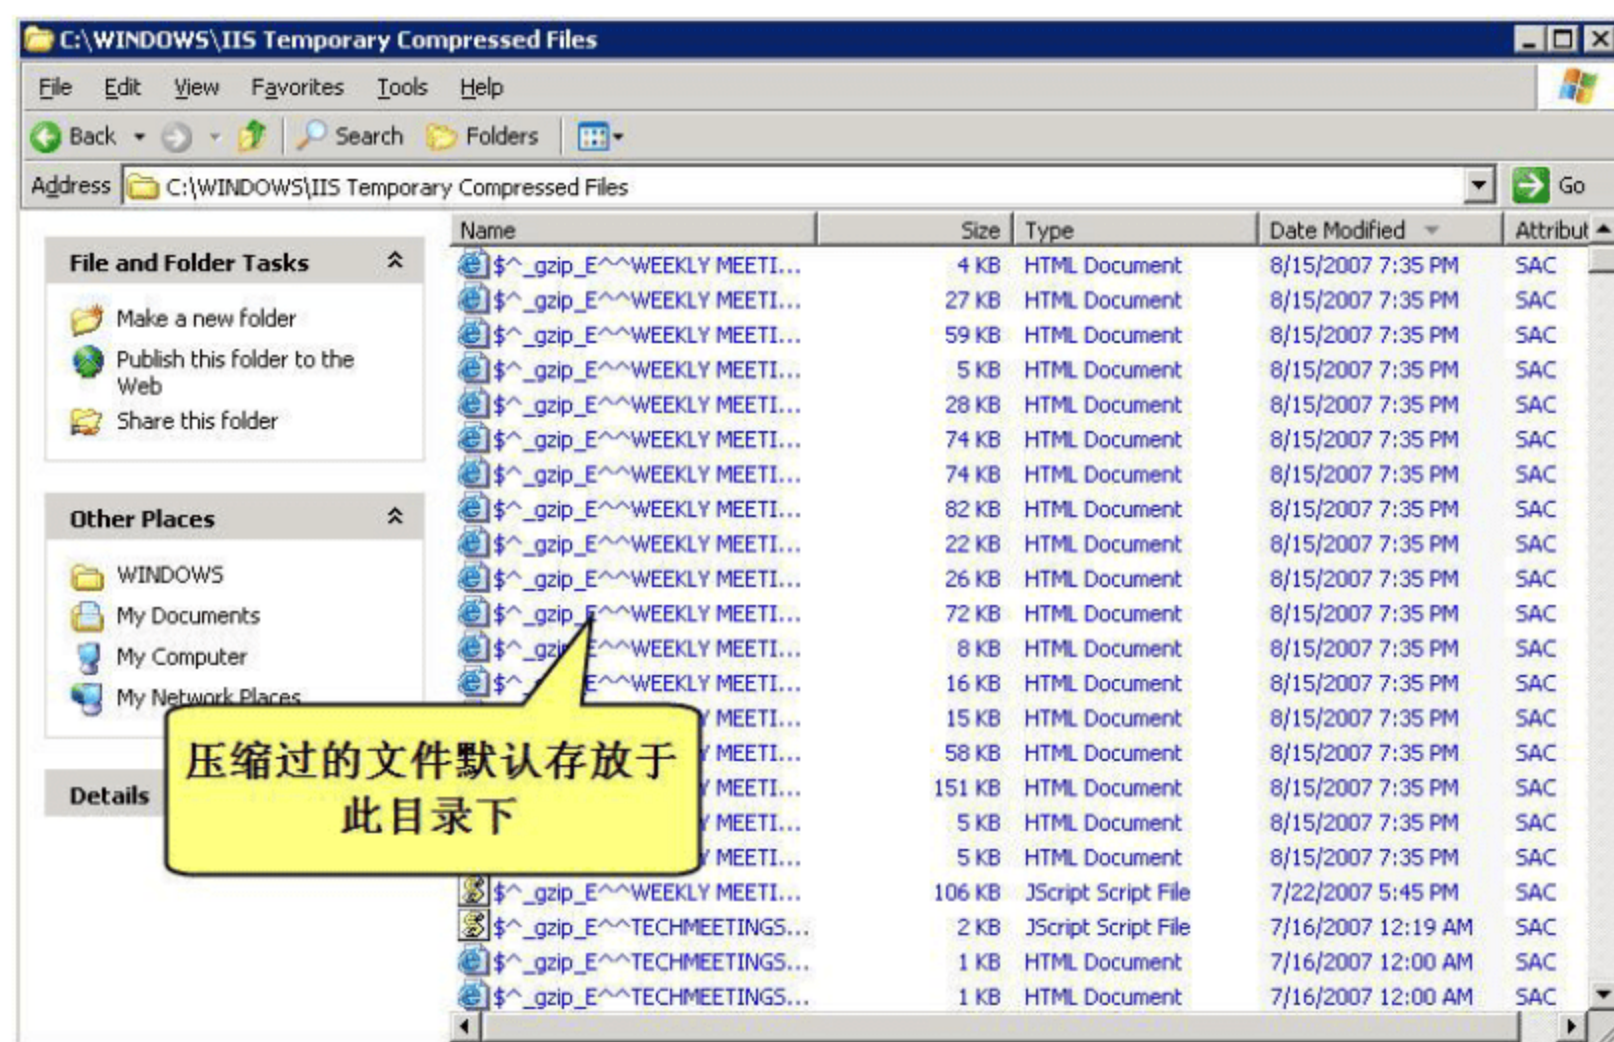 C:\WINDOWS\IIS Temporary Compressed Files
File Edit View Favorites Tools Help
Back Search Folders
Address C:\WINDOWS\IIS Temporary Compressed Files Go
Name Size Type Date Modified Attribut
File and Folder Tasks
Make a new folder
Publish this folder to the
Web
Share this folder
Other Places
WINDOWS
My Documents
My Computer
My Network Places
Details
$^_gzip_E^^WEEKLY MEETI... 4 KB HTML Document 8/15/2007 7:35 PM SAC
$^_gzip_E^^WEEKLY MEETI... 27 KB HTML Document 8/15/2007 7:35 PM SAC
$^_gzip_E^^WEEKLY MEETI... 59 KB HTML Document 8/15/2007 7:35 PM SAC
$^_gzip_E^^WEEKLY MEETI... 5 KB HTML Document 8/15/2007 7:35 PM SAC
$^_gzip_E^^WEEKLY MEETI... 28 KB HTML Document 8/15/2007 7:35 PM SAC
$^_gzip_E^^WEEKLY MEETI... 74 KB HTML Document 8/15/2007 7:35 PM SAC
$^_gzip_E^^WEEKLY MEETI... 74 KB HTML Document 8/15/2007 7:35 PM SAC
$^_gzip_E^^WEEKLY MEETI... 82 KB HTML Document 8/15/2007 7:35 PM SAC
$^_gzip_E^^WEEKLY MEETI... 22 KB HTML Document 8/15/2007 7:35 PM SAC
$^_gzip_E^^WEEKLY MEETI... 26 KB HTML Document 8/15/2007 7:35 PM SAC
$^_gzip_E^^WEEKLY MEETI... 72 KB HTML Document 8/15/2007 7:35 PM SAC
$^_gzip_E^^WEEKLY MEETI... 8 KB HTML Document 8/15/2007 7:35 PM SAC
$^_g E^^WEEKLY MEETI... 16 KB HTML Document 8/15/2007 7:35 PM SAC
MEETI... 15 KB HTML Document 8/15/2007 7:35 PM SAC
MEETI... 58 KB HTML Document 8/15/2007 7:35 PM SAC
MEETI... 151 KB HTML Document 8/15/2007 7:35 PM SAC
MEETI... 5 KB HTML Document 8/15/2007 7:35 PM SAC
MEETI... 5 KB HTML Document 8/15/2007 7:35 PM SAC
$^_gzip_E^^WEEKLY MEETI... 106 KB JScript Script File 7/22/2007 5:45 PM SAC
$^_gzip_E^^TECHMEETINGS... 2 KB JScript Script File 7/16/2007 12:19 AM SAC
$^_gzip_E^^TECHMEETINGS... 1 KB HTML Document 7/16/2007 12:00 AM SAC
$^_gzip_E^^TECHMEETINGS... 1 KB HTML Document 7/16/2007 12:00 AM SAC
压缩过的文件默认存放于
此目录下